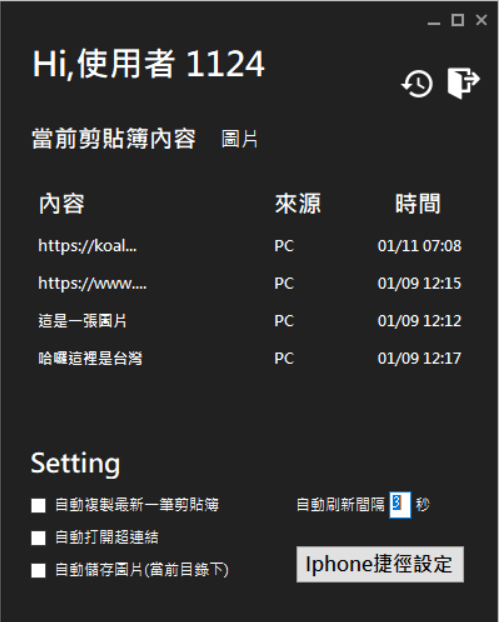 Hi,使用者 1124
當前剪貼簿內容 圖片
內容 來源 時間
https://koal... PC 01/11 07:08
https://www.... PC 01/09 12:15
這是一張圖片 PC 01/09 12:12
哈囉這裡是台灣 PC 01/09 12:17
Setting
自動複製最新一筆剪貼簿 自動刷新間隔 3 秒
自動打開超連結
自動儲存圖片(當前目錄下) Iphone捷徑設定